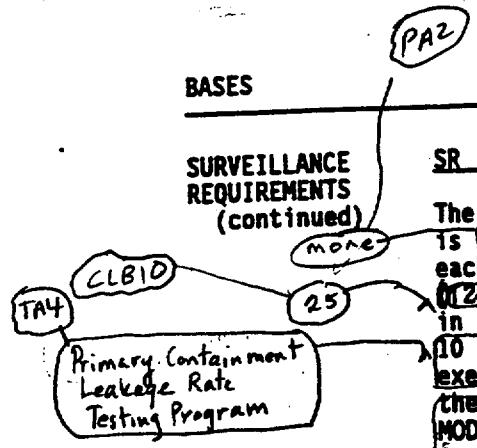 PA2
BASES
SURVEILLANCE
REQUIREMENTS
(continued)
SR
The
more
is
eac
CLB10
25
TA4
in
Primary Containment
Leakage Rate
Testing Program
10
exe
the
MOD